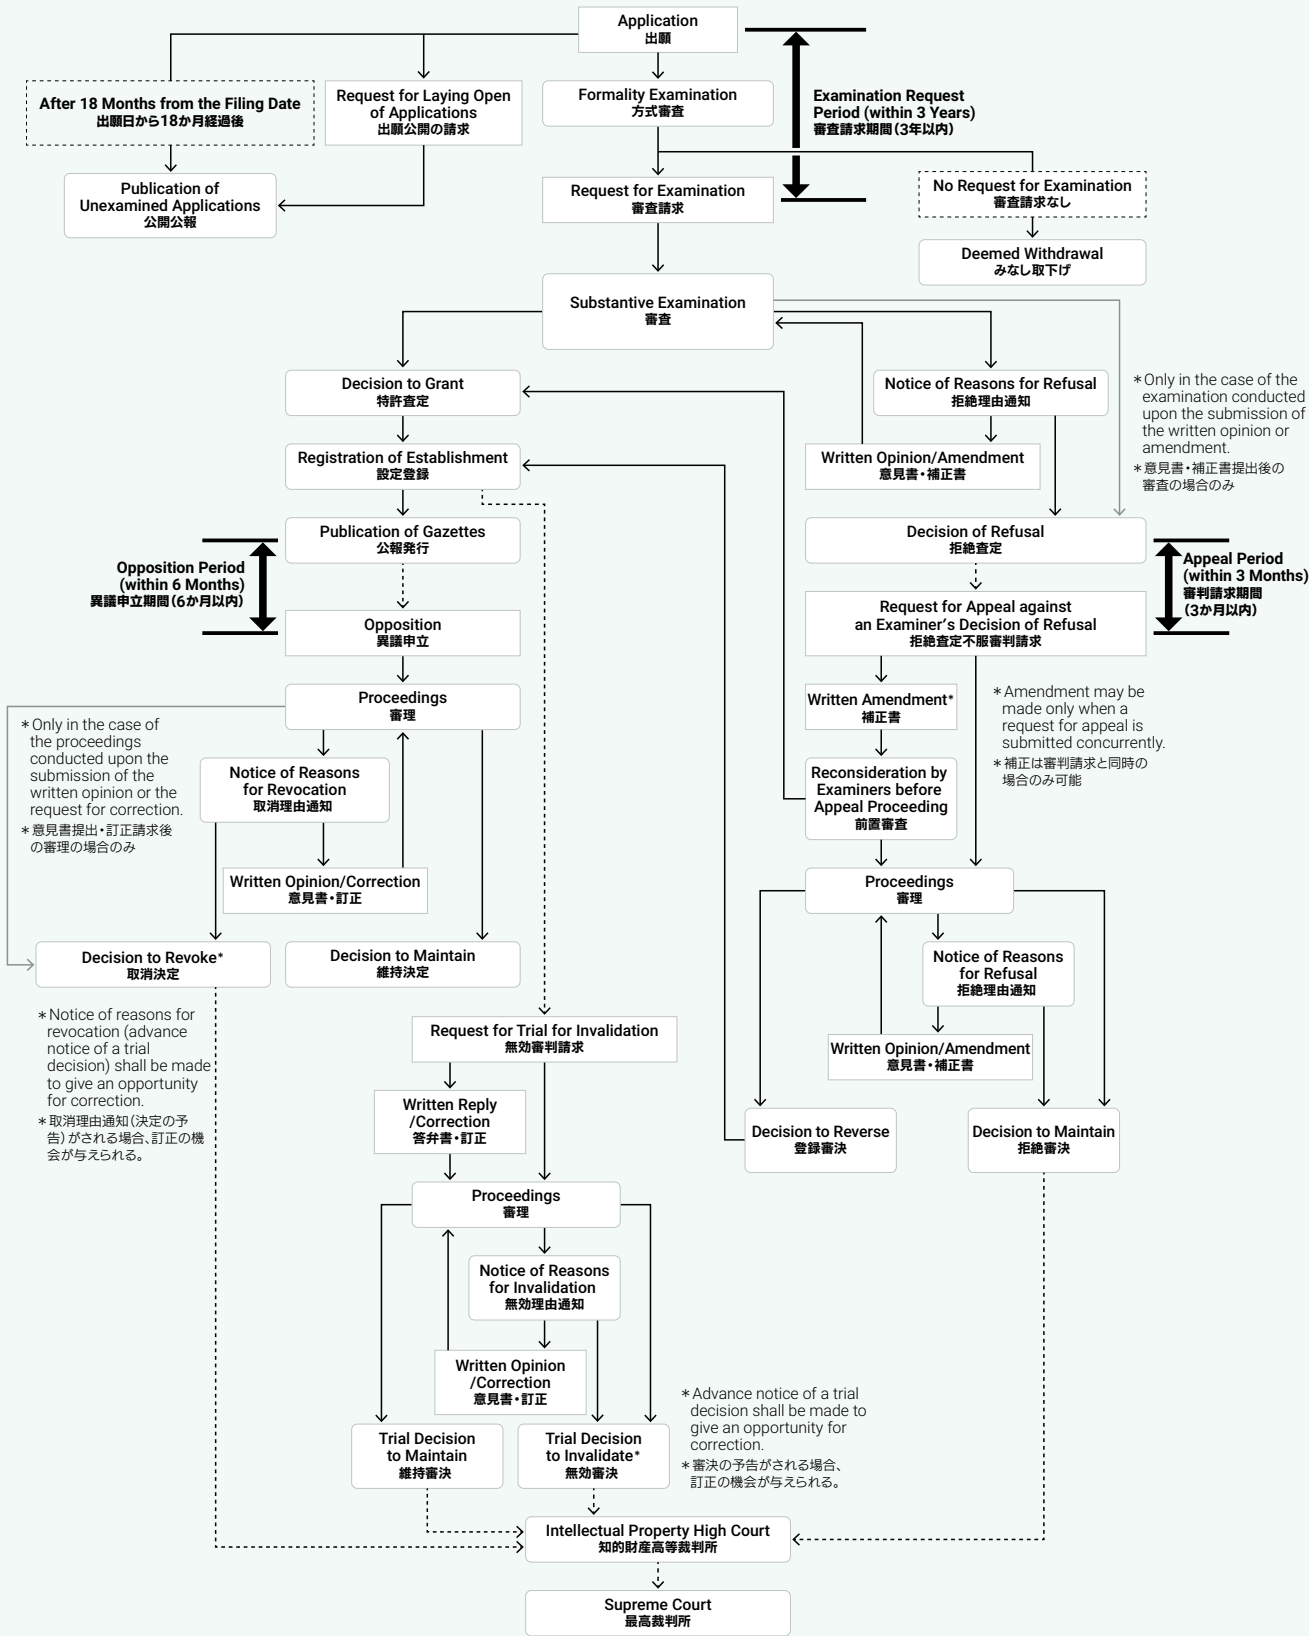 Application
出願
After 18 Months from the Filing Date
出願日から18か月経過後
Request for Laying Open
of Applications
出願公開の請求
Formality Examination
方式審査
Examination Request
Period (within 3 Years)
審査請求期間(3年以内)
Publication of
Unexamined Applications
公開公報
Request for Examination
審査請求
No Request for Examination
審査請求なし
Deemed Withdrawal
みなし取下げ
Substantive Examination
審査
Decision to Grant
特許査定
Notice of Reasons for Refusal
拒絶理由通知
*Only in the case of the
examination conducted
upon the submission of
the written opinion or
amendment.
*意見書・補正書提出後の
審査の場合のみ
Registration of Establishment
設定登録
Written Opinion/Amendment
意見書・補正書
Publication of Gazettes
公報発行
Decision of Refusal
拒絶査定
Opposition Period
(within 6 Months)
異議申立期間(6か月以内)
Appeal Period
(within 3 Months)
審判請求期間
(3か月以内)
Opposition
異議申立
Request for Appeal against
an Examiner's Decision of Refusal
拒絶査定不服審判請求
Proceedings
審理
Written Amendment*
補正書
*Amendment may be
made only when a
request for appeal is
submitted concurrently.
*補正は審判請求と同時の
場合のみ可能
*Only in the case of
the proceedings
conducted upon the
submission of the
written opinion or the
request for correction.
*意見書提出・訂正請求後
の審理の場合のみ
Notice of Reasons
for Revocation
取消理由通知
Reconsideration by
Examiners before
Appeal Proceeding
前置審査
Written Opinion/Correction
意見書・訂正
Proceedings
審理
Decision to Revoke*
取消決定
Decision to Maintain
維持決定
Notice of Reasons
for Refusal
拒絶理由通知
*Notice of reasons for
revocation (advance
notice of a trial
decision) shall be made
to give an opportunity
for correction.
*取消理由通知(決定の予
告)がされる場合、訂正の機
会が与えられる。
Request for Trial for Invalidation
無効審判請求
Written Opinion/Amendment
意見書・補正書
Written Reply
/Correction
答弁書・訂正
Decision to Reverse
登録審決
Decision to Maintain
拒絶審決
Proceedings
審理
Notice of Reasons
for Invalidation
無効理由通知
Written Opinion
/Correction
意見書・訂正
*Advance notice of a trial
decision shall be made to
give an opportunity for
correction.
*審決の予告がされる場合、
訂正の機会が与えられる。
Trial Decision
to Maintain
維持審決
Trial Decision
to Invalidate*
無効審決
Intellectual Property High Court
知的財産高等裁判所
Supreme Court
最高裁判所